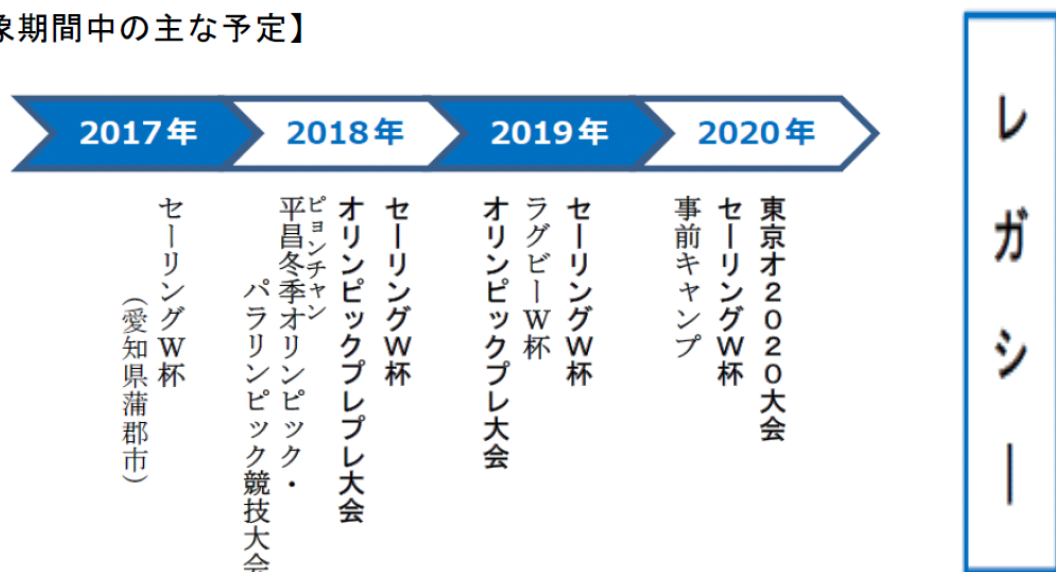 象期間中の主な予定】
2017年
2018年
2019年
2020年
セーリングW杯
(愛知県蒲郡市)
セーリングW杯
オリンピックプレプレ大会
ピョンチャン
平昌冬季オリンピック・
パラリンピック競技大会
セーリングW杯
ラグビーW杯
オリンピックプレ大会
東京オ2020大会
セーリングW杯
事前キャンプ
レガシー